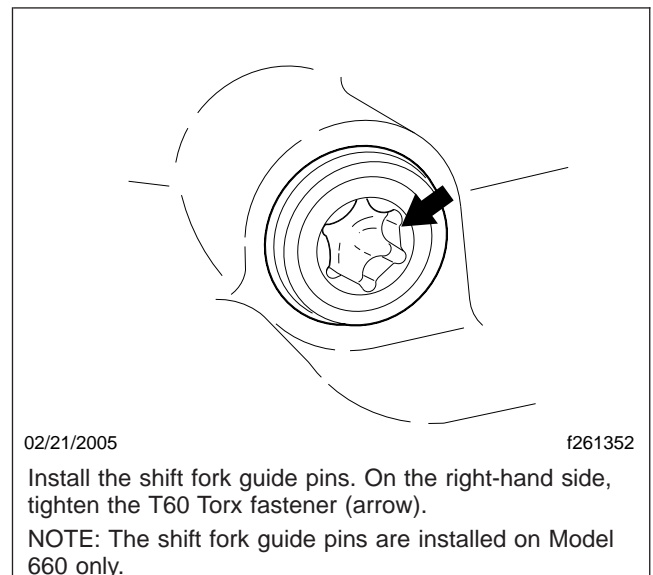 02/21/2005
f261352
Install the shift fork guide pins. On the right-hand side,
tighten the T60 Torx fastener (arrow).
NOTE: The shift fork guide pins are installed on Model
660 only.